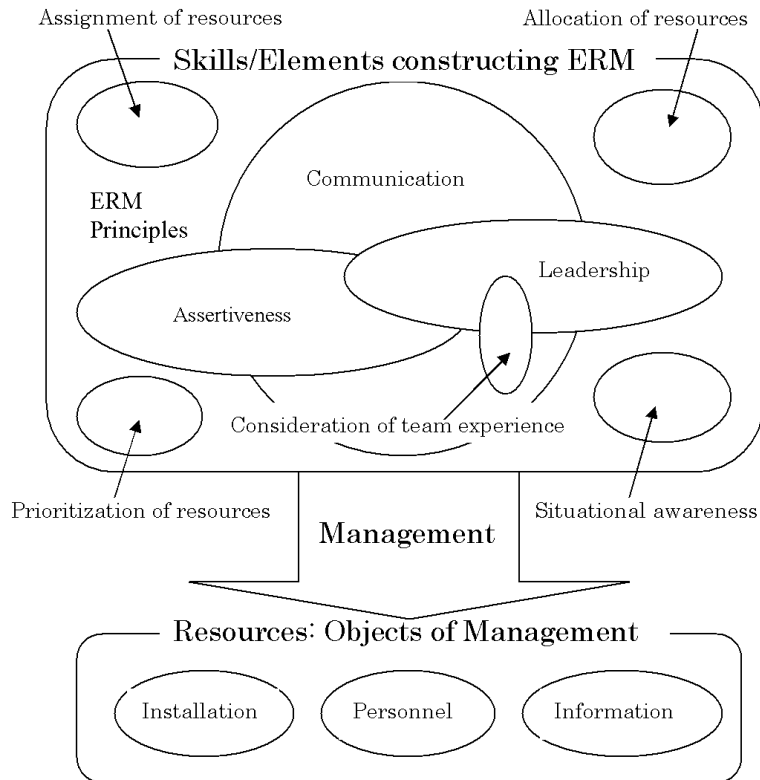 Assignment of resources
Allocation of resources
Skills/Elements constructing ERM
Communication
ERM
Principles
Leadership
Assertiveness
Consideration of team experience
Prioritization of resources
Situational awareness
Management
Resources: Objects of Management
Installation
Personnel
Information